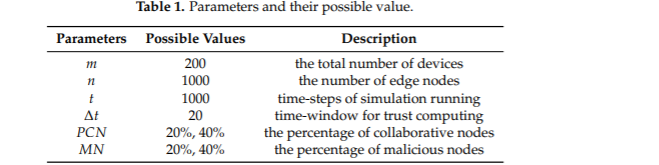 Table 1. Parameters and their possible value.
Parameters Possible Values Description
m 200 the total number of devices
n 1000 the number of edge nodes
t 1000 time-steps of simulation running
Δt 20 time-window for trust computing
PCN 20%, 40% the percentage of collaborative nodes
MN 20%, 40% the percentage of malicious nodes